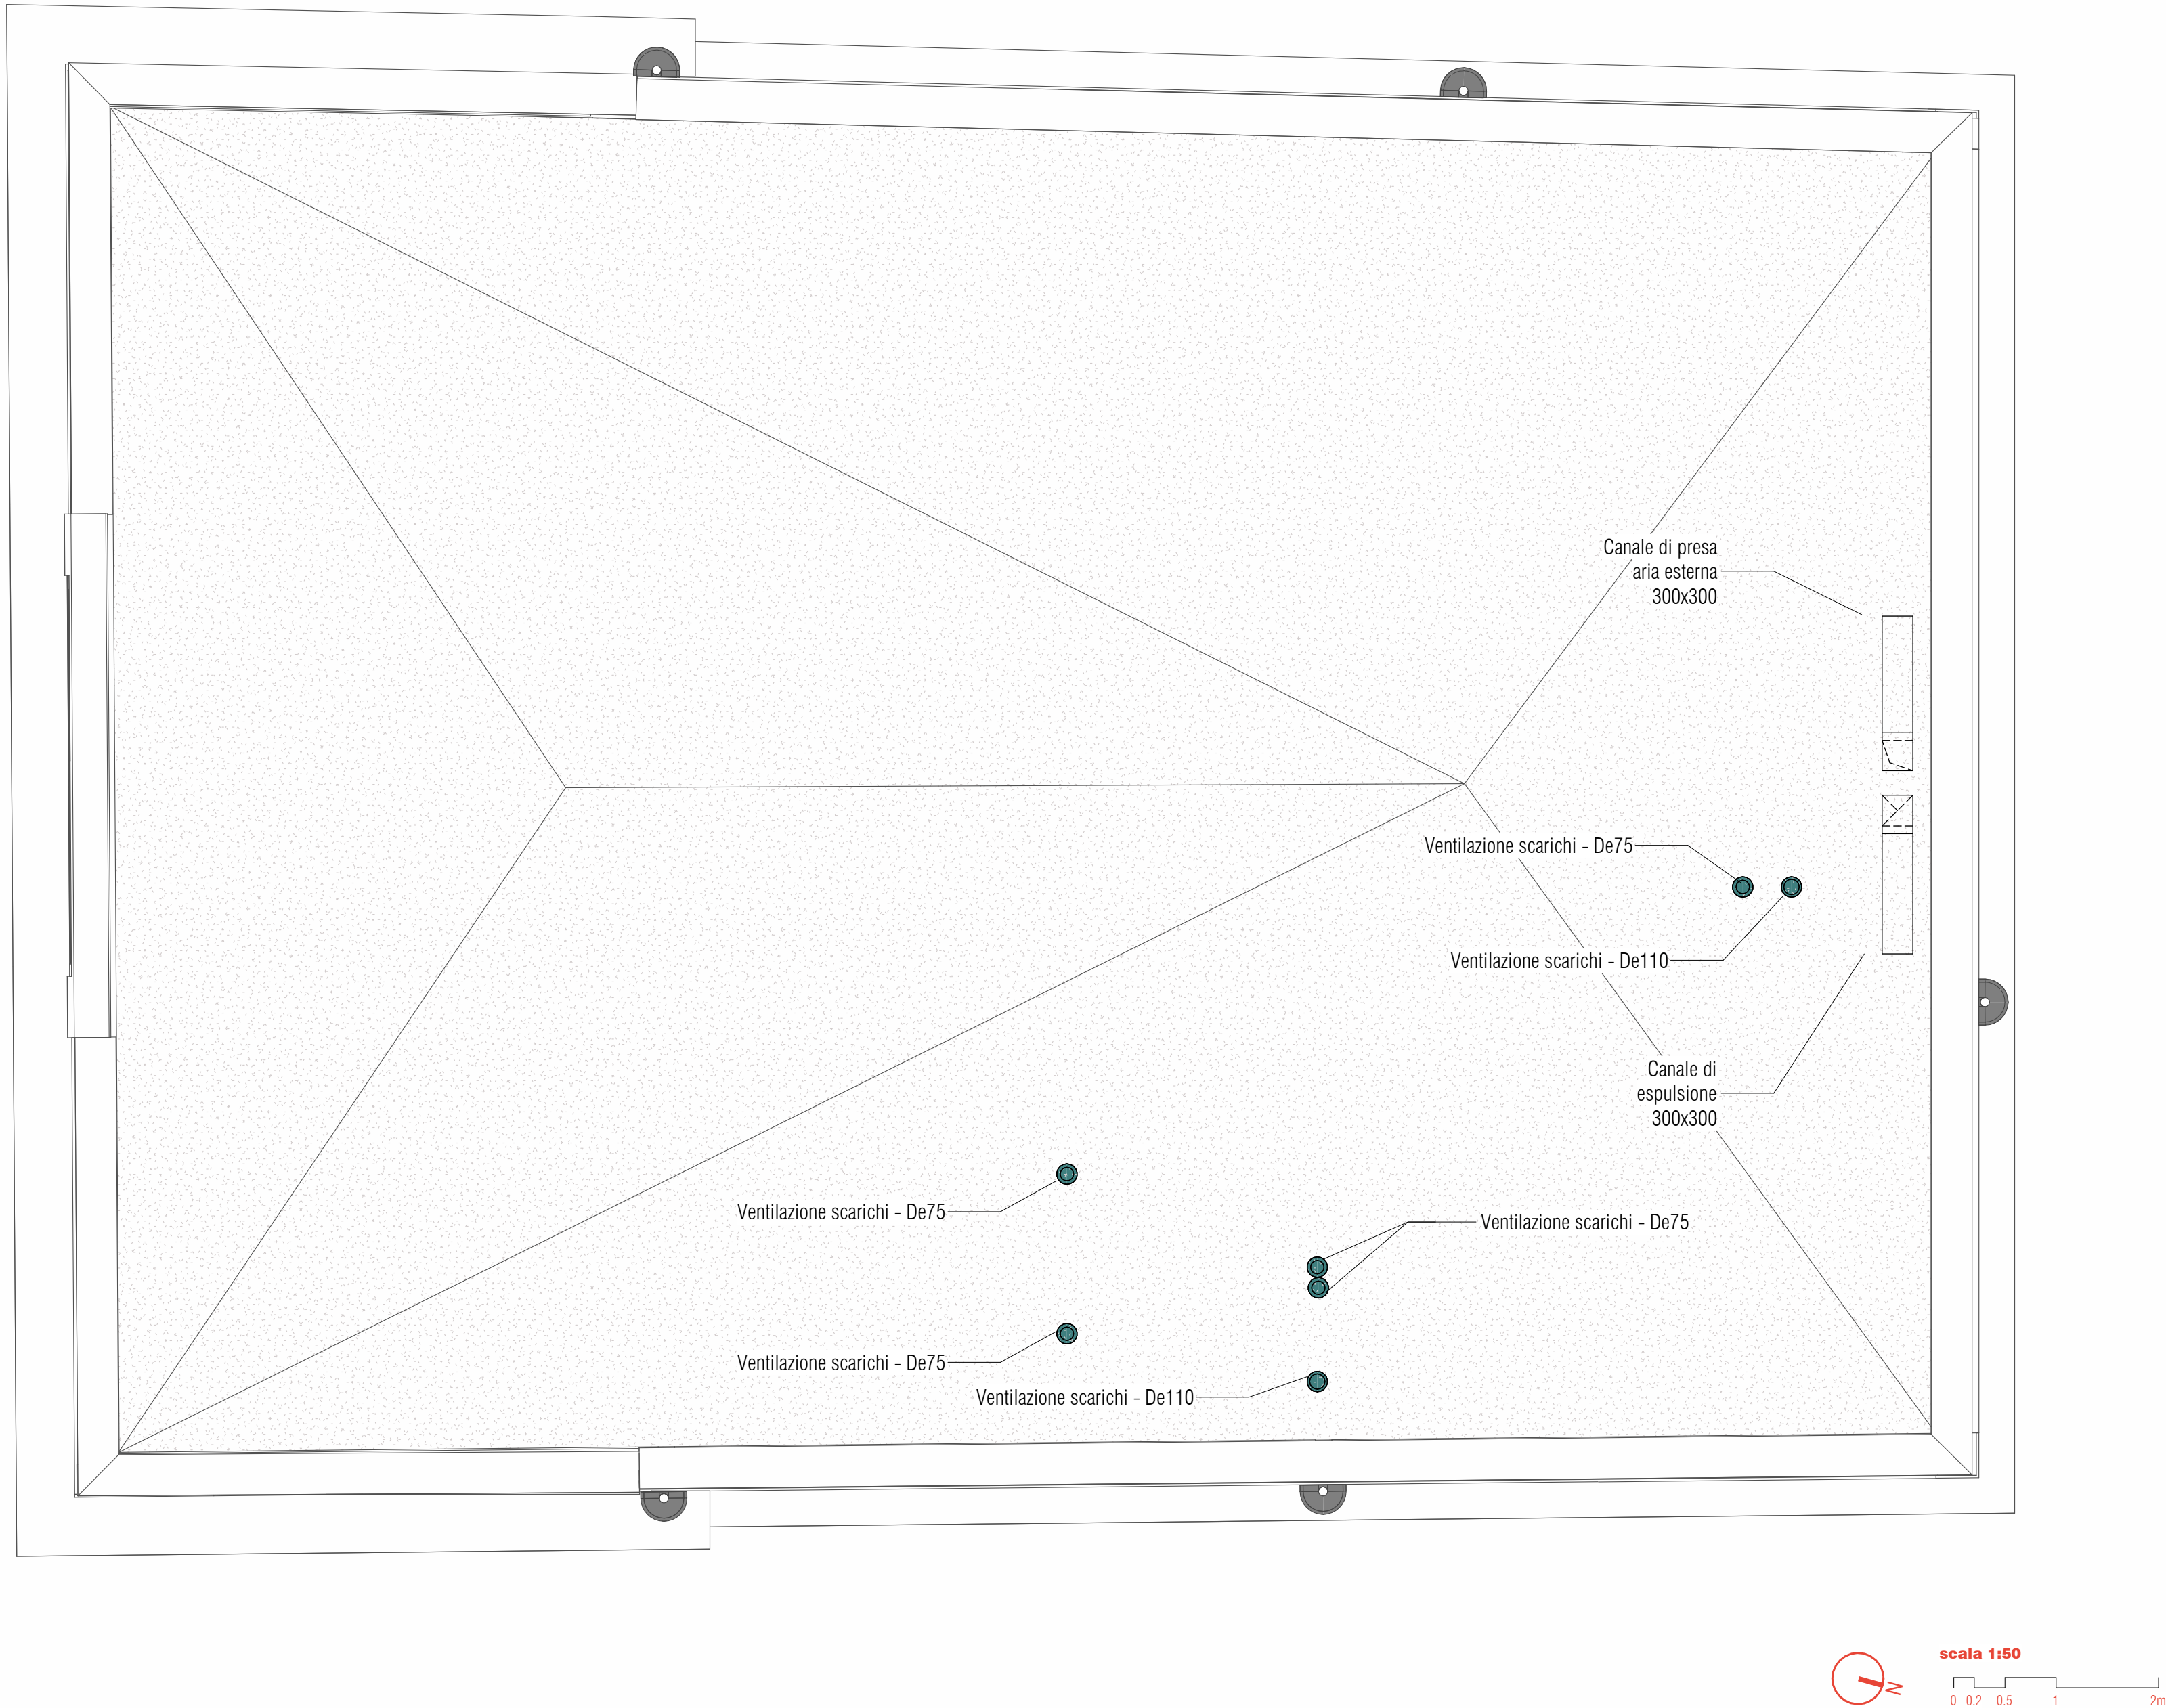 Canale di presa
aria esterna
300x300
Ventilazione scarichi - De75
Ventilazione scarichi - De110
Canale di
espulsione
300x300
Ventilazione scarichi - De75
Ventilazione scarichi - De75
Ventilazione scarichi - De75
Ventilazione scarichi - De110
scala 1:50
N
0 0.2 0.5 1 2m